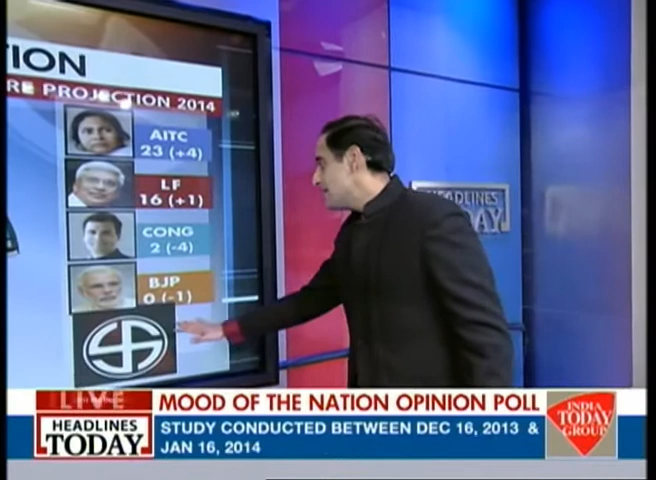 TION
RE PROJECTION 2014
AITC
23 (+4)
LF
16 (+1)
CONG
2 (-4)
BJP
0 (-1)
HEADLINES
TODAY
LIVE
MOOD OF THE NATION OPINION POLL
HEADLINES
TODAY
STUDY CONDUCTED BETWEEN DEC 16, 2013 &
JAN 16, 2014
INDIA
TODAY
GROUP